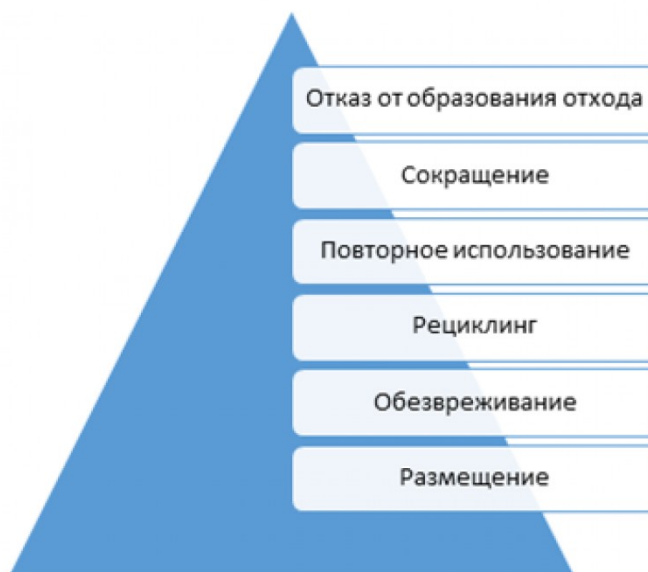 Отказ от образования отхода
Сокращение
Повторное использование
Рециклинг
Обезвреживание
Размещение